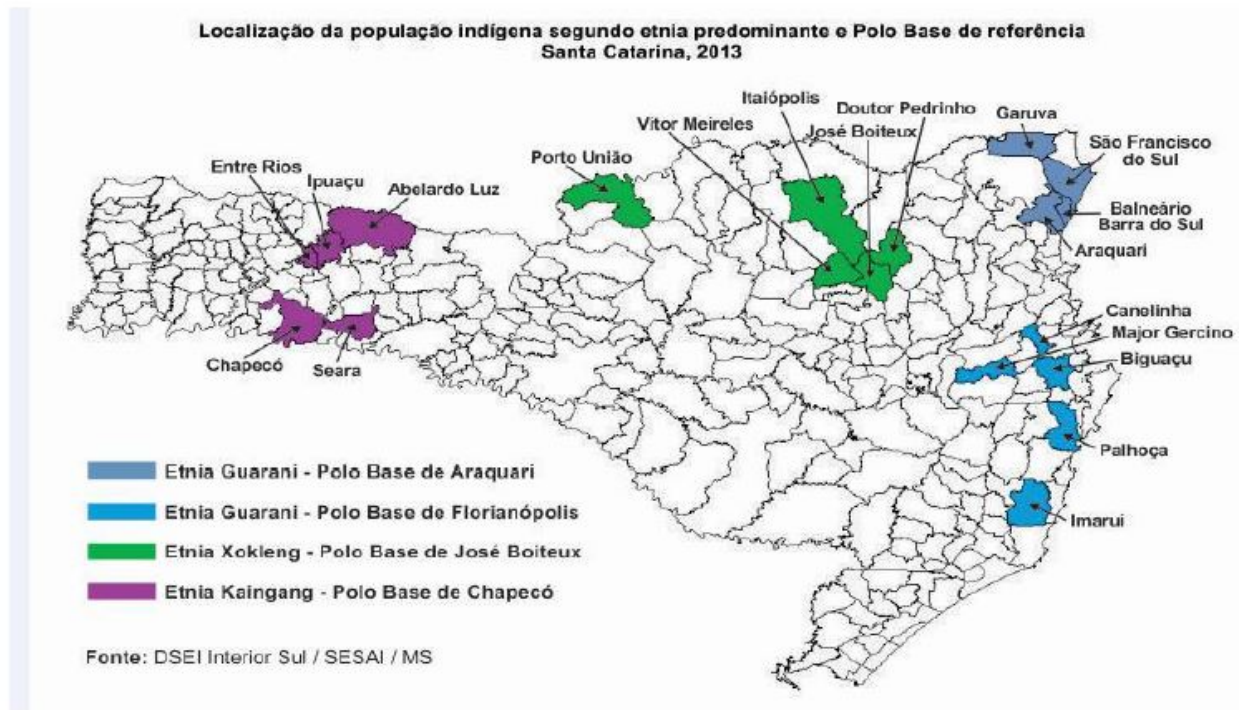 Localização da população indígena segundo etnia predominante e Polo Base de referência
Santa Catarina, 2013
Itaiópolis
Doutor Pedrinho
Garuva
Vitor Meireles
José Boiteux
São Francisco
do Sul
Porto União
Entre Rios
Ipuaçu
Abelardo Luz
Balneário
Barra do Sul
Araquari
Canelinha
Major Gercino
Biguaçu
Chapecó
Seara
Palhoça
Imaruí
Etnia Guarani - Polo Base de Araquari
Etnia Guarani - Polo Base de Florianópolis
Etnia Xokleng - Polo Base de José Boiteux
Etnia Kaingang - Polo Base de Chapecó
Fonte: DSEI Interior Sul / SESAI / MS